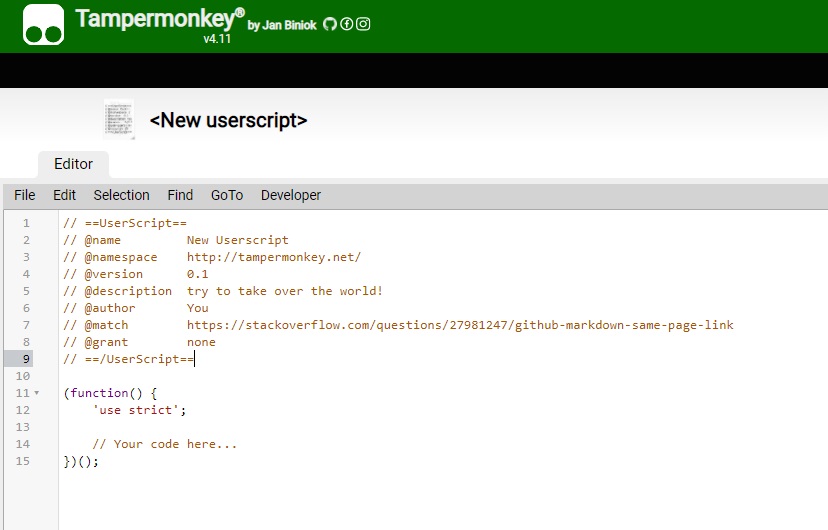 Tampermonkey® by Jan Biniok
v4.11
<New userscript>
Editor
File Edit Selection Find GoTo Developer
1 // ==UserScript==
2 // @name New Userscript
3 // @namespace http://tampermonkey.net/
4 // @version 0.1
5 // @description try to take over the world!
6 // @author You
7 // @match https://stackoverflow.com/questions/27981247/github-markdown-same-page-link
8 // @grant none
9 // ==/UserScript==
10
11 (function() {
12 'use strict';
13
14 // Your code here...
15 })();